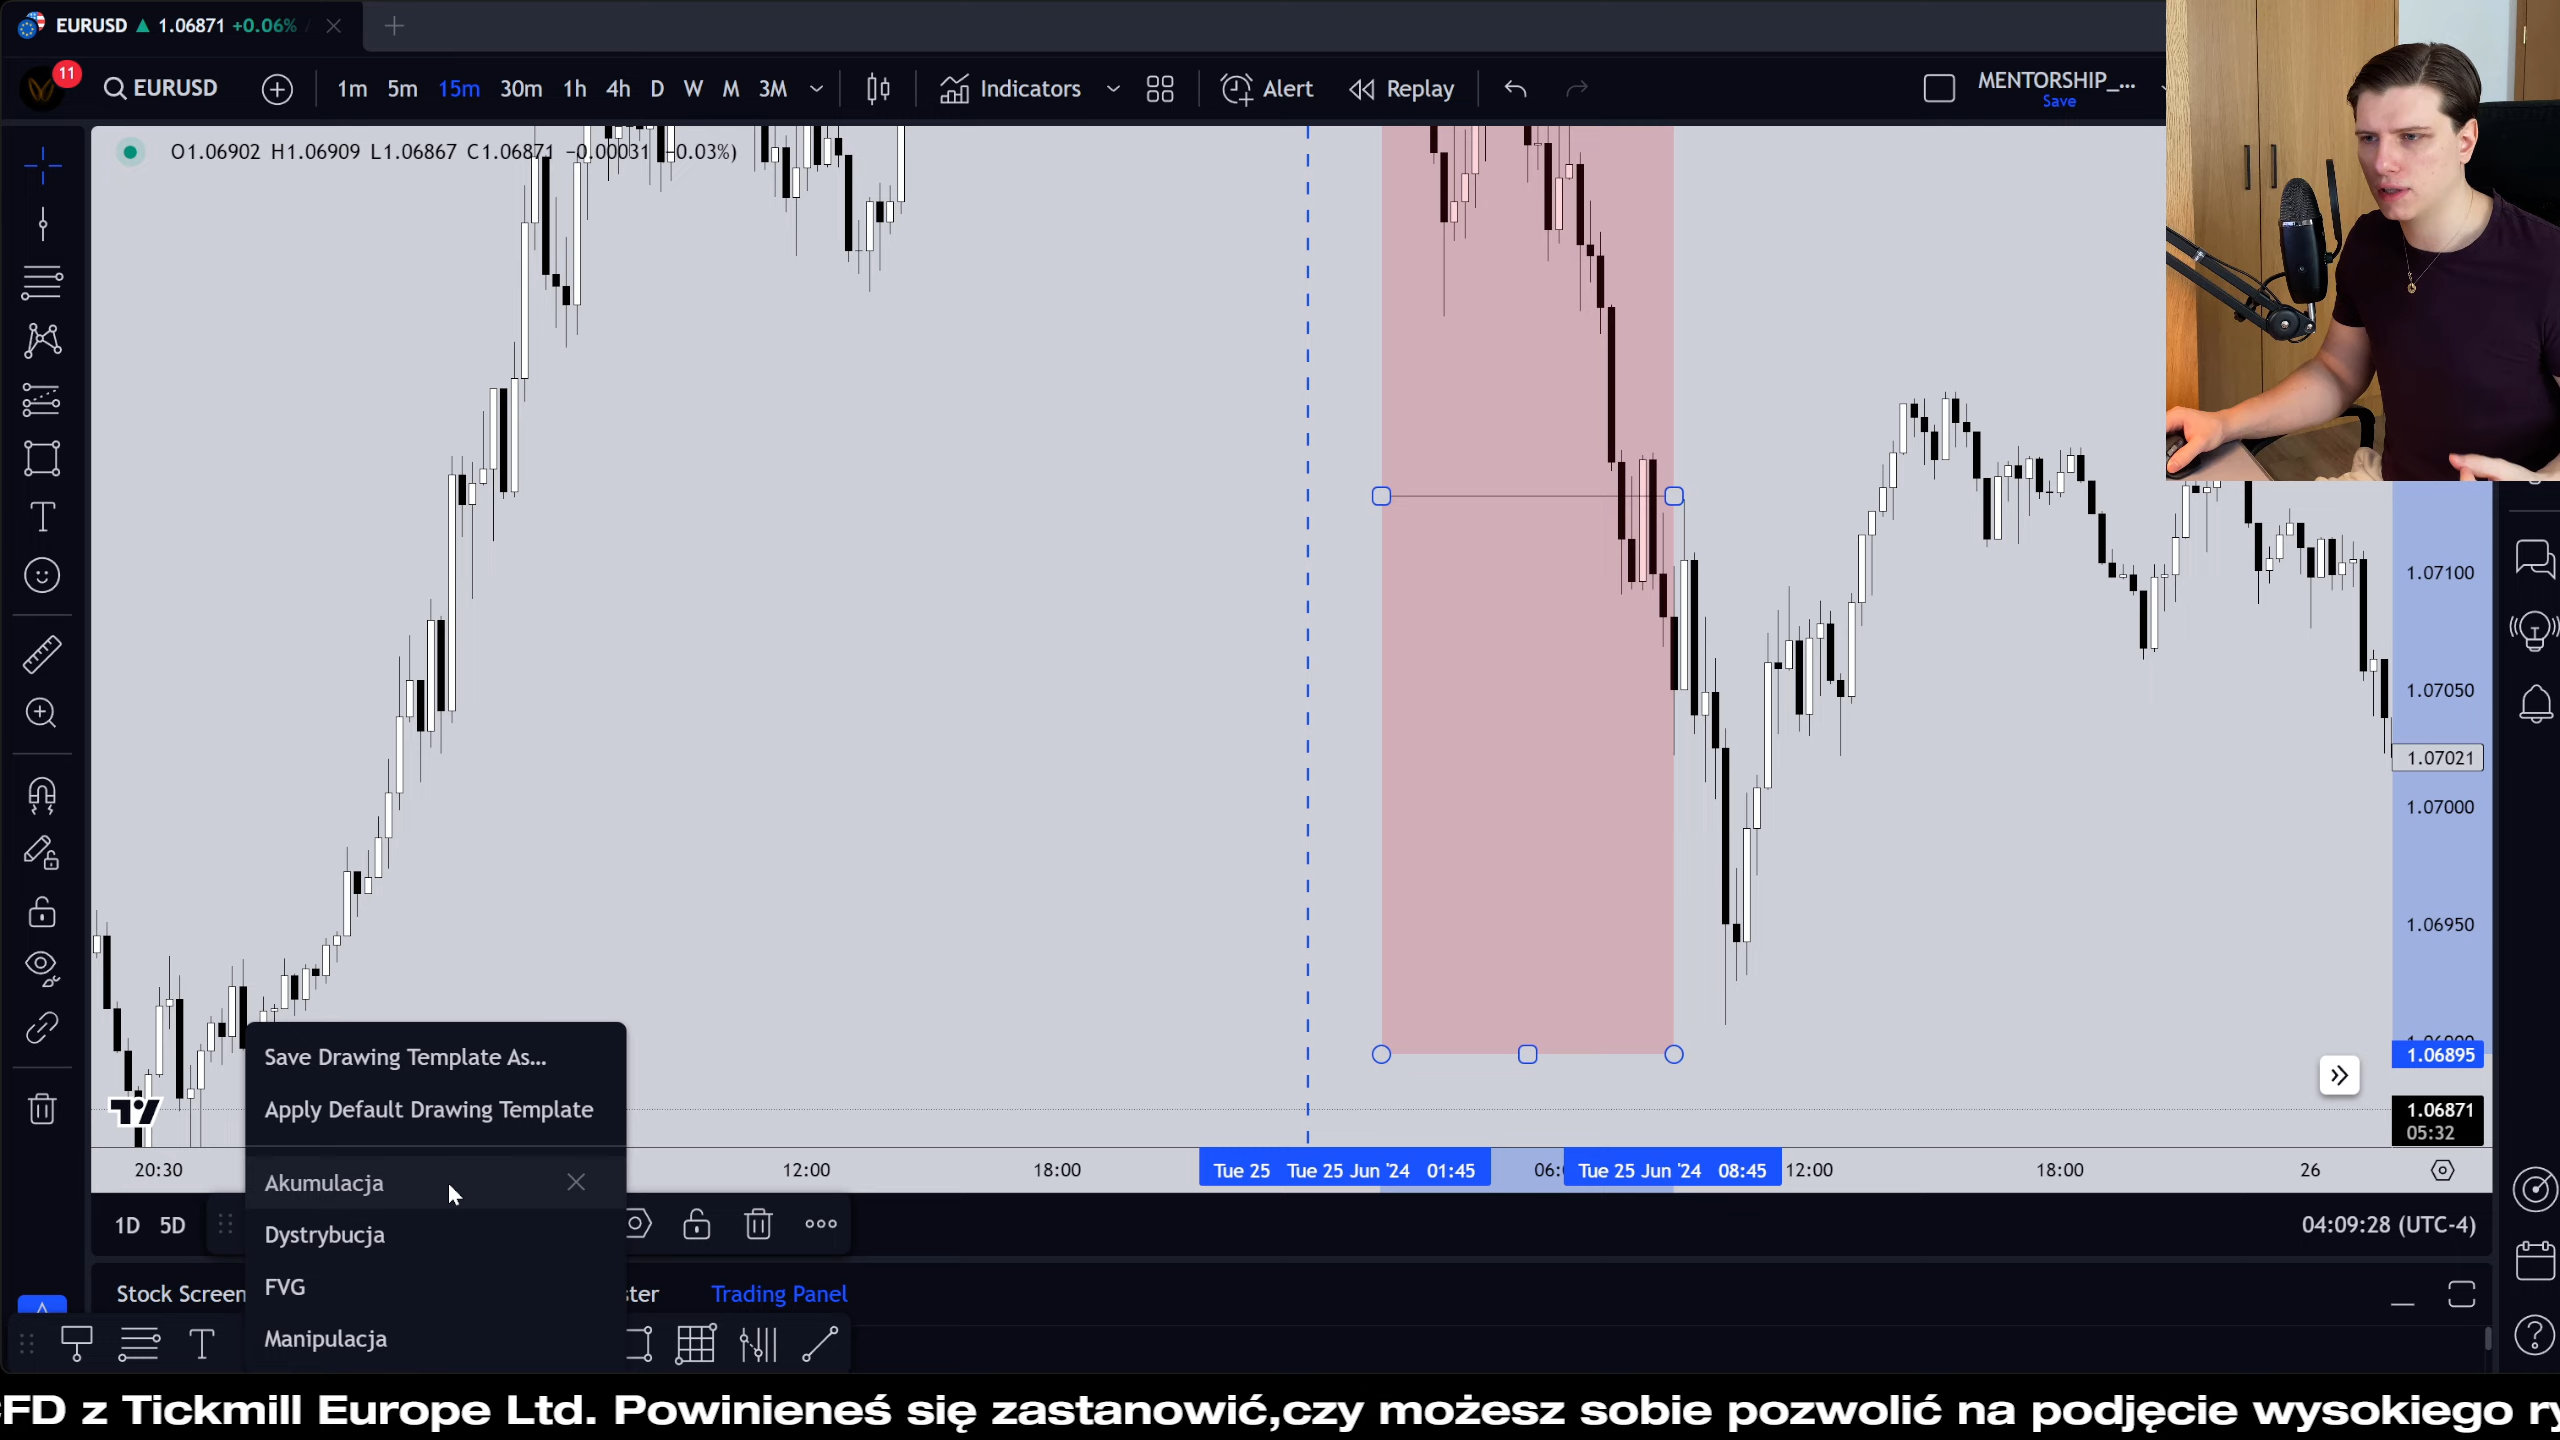 EURUSD 1.06871 +0.06%
11
EURUSD 1m 5m 15m 30m 1h 4h D W M 3M Indicators Alert Replay MENTORSHIP_...
Save
O1.06902 H1.06909 L1.06867 C1.06871 −0.00031 −0.03%)
1.07100
1.07050
1.07021
1.07000
1.06950
1.06895
1.06871
05:32
Save Drawing Template As...
Apply Default Drawing Template
Akumulacja
Dystrybucja
FVG
Manipulacja
20:30 12:00 18:00 Tue 25 Tue 25 Jun '24 01:45 06: Tue 25 Jun '24 08:45 12:00 18:00 26
1D 5D 04:09:28 (UTC-4)
Stock Screen ster Trading Panel
CFD z Tickmill Europe Ltd. Powinieneś się zastanowić,czy możesz sobie pozwolić na podjęcie wysokiego ry